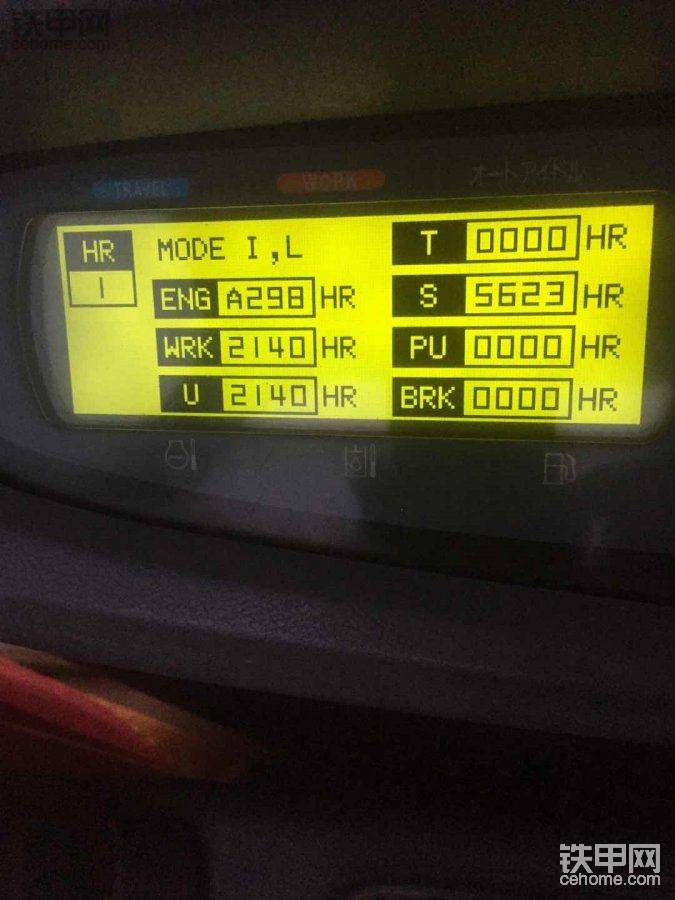 铁甲网
cehome.com
TRAVEL WORK オートアイドル
HR MODE I,L T 0000 HR
I ENG A298 HR S 5623 HR
WRK 2140 HR PU 0000 HR
U 2140 HR BRK 0000 HR
铁甲网
cehome.com